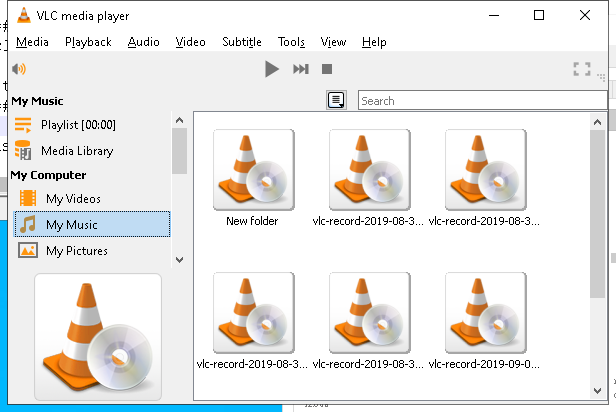 VLC media player
Media Playback Audio Video Subtitle Tools View Help
My Music
Search
Playlist [00:00]
Media Library
My Computer
My Videos
My Music
My Pictures
New folder vlc-record-2019-08-3... vlc-record-2019-08-3...
vlc-record-2019-08-3... vlc-record-2019-08-3... vlc-record-2019-09-0...